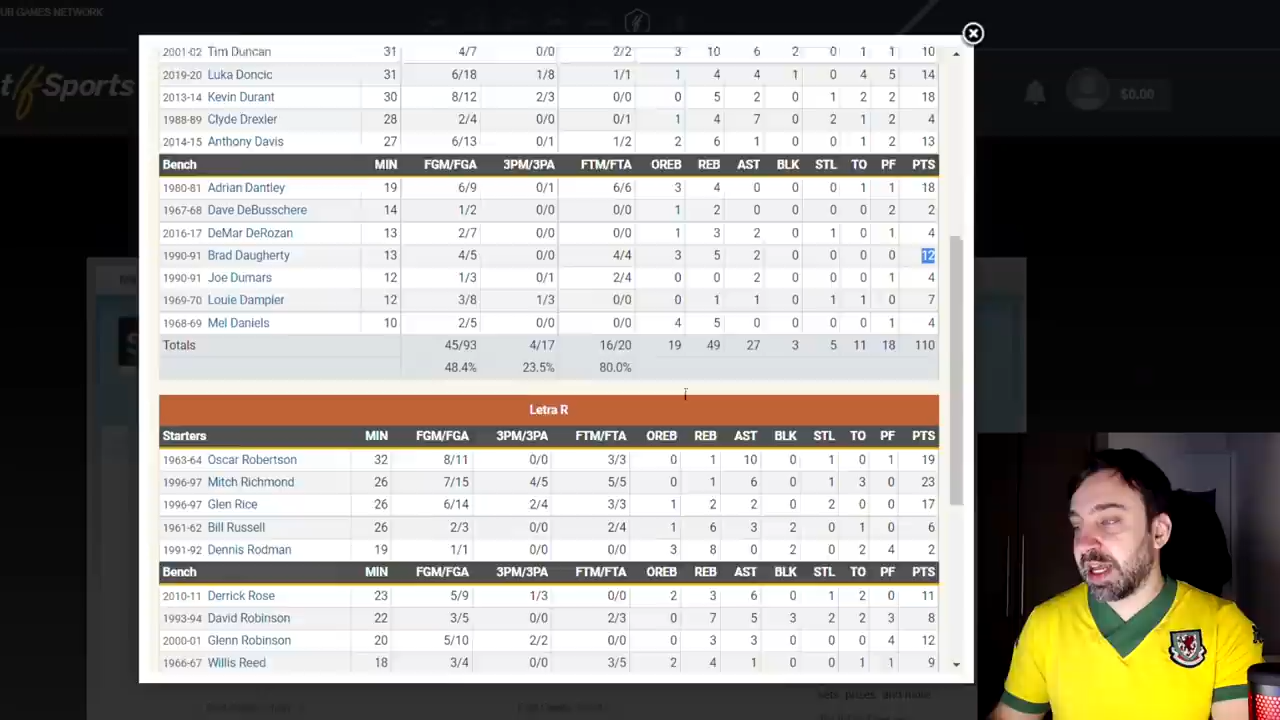 UB GAMES NETWORK
tffSports
$0.00
2001-02 Tim Duncan 31 4/7 0/0 2/2 3 10 6 2 0 1 1 10
2019-20 Luka Doncic 31 6/18 1/8 1/1 1 4 4 1 0 4 5 14
2013-14 Kevin Durant 30 8/12 2/3 0/0 0 5 2 0 1 2 2 18
1988-89 Clyde Drexler 28 2/4 0/0 0/1 1 4 7 0 2 1 2 4
2014-15 Anthony Davis 27 6/13 0/1 1/2 2 6 1 0 0 1 2 13
Bench MIN FGM/FGA 3PM/3PA FTM/FTA OREB REB AST BLK STL TO PF PTS
1980-81 Adrian Dantley 19 6/9 0/1 6/6 3 4 0 0 0 1 1 18
1967-68 Dave DeBusschere 14 1/2 0/0 0/0 1 2 0 0 0 0 2 2
2016-17 DeMar DeRozan 13 2/7 0/0 0/0 1 3 2 0 1 0 1 4
1990-91 Brad Daugherty 13 4/5 0/0 4/4 3 5 2 0 0 0 0 12
1990-91 Joe Dumars 12 1/3 0/1 2/4 0 0 2 0 0 0 1 4
1969-70 Louie Dampier 12 3/8 1/3 0/0 0 1 1 0 1 1 0 7
1968-69 Mel Daniels 10 2/5 0/0 0/0 4 5 0 0 0 0 1 4
Totals 45/93 4/17 16/20 19 49 27 3 5 11 18 110
48.4% 23.5% 80.0%
Letra R
Starters MIN FGM/FGA 3PM/3PA FTM/FTA OREB REB AST BLK STL TO PF PTS
1963-64 Oscar Robertson 32 8/11 0/0 3/3 0 1 10 0 1 0 1 19
1996-97 Mitch Richmond 26 7/15 4/5 5/5 0 1 6 0 1 3 0 23
1996-97 Glen Rice 26 6/14 2/4 3/3 1 2 2 0 2 0 0 17
1961-62 Bill Russell 26 2/3 0/0 2/4 1 6 3 2 0 1 0 6
1991-92 Dennis Rodman 19 1/1 0/0 0/0 3 8 0 2 0 2 4 2
Bench MIN FGM/FGA 3PM/3PA FTM/FTA OREB REB AST BLK STL TO PF PTS
2010-11 Derrick Rose 23 5/9 1/3 0/0 2 3 6 0 1 2 0 11
1993-94 David Robinson 22 3/5 0/0 2/3 0 7 5 3 2 2 3 8
2000-01 Glenn Robinson 20 5/10 2/2 0/0 0 3 3 0 0 0 4 12
1966-67 Willis Reed 18 3/4 0/0 3/5 2 4 1 0 0 1 1 9